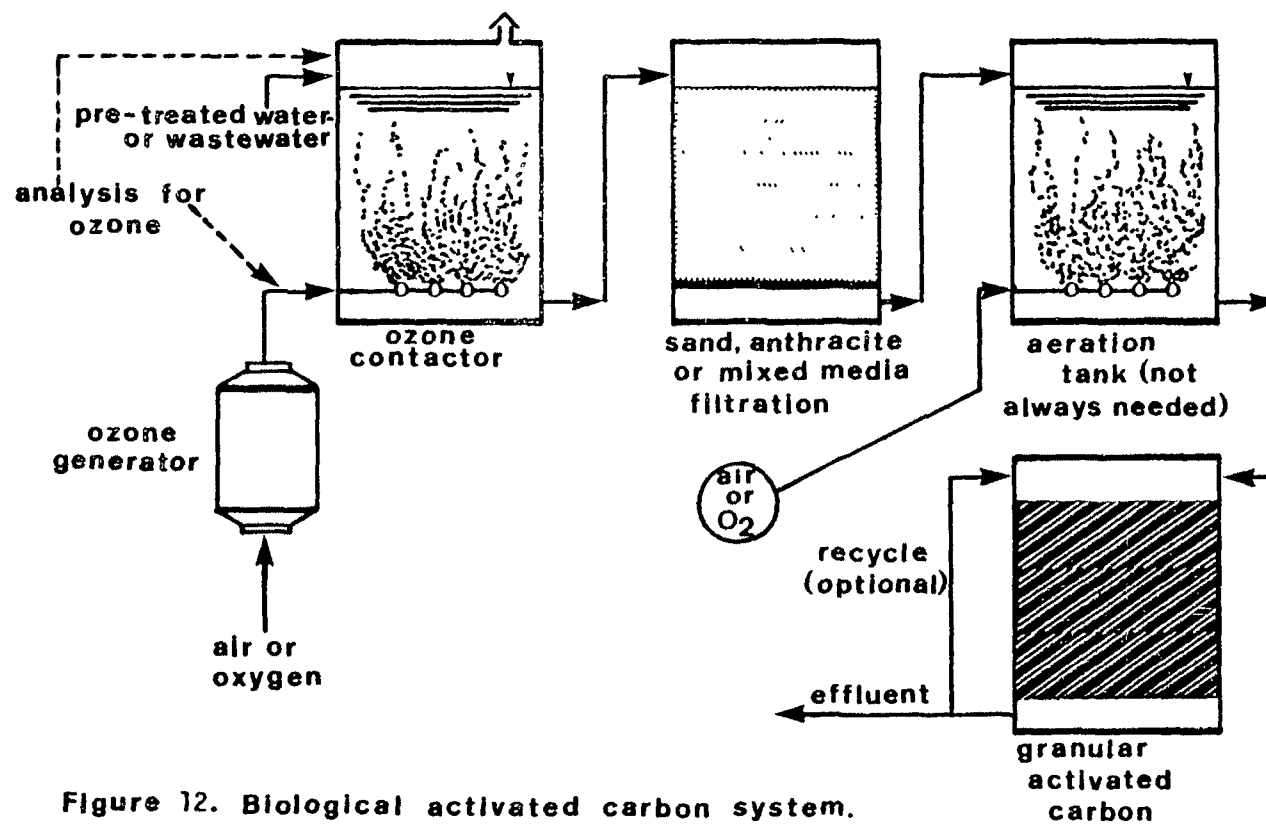 pre-treated water
or wastewater
analysis for
ozone
ozone
contactor
sand, anthracite
or mixed media
filtration
aeration
tank (not
always needed)
ozone
generator
air
or
O2
recycle
(optional)
air or
oxygen
effluent
granular
activated
carbon
Figure 12. Biological activated carbon system.